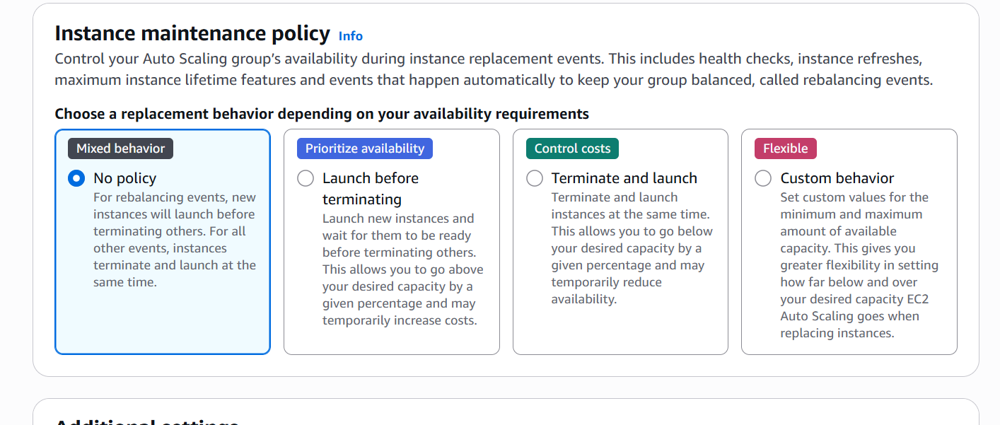 Instance maintenance policy Info
Control your Auto Scaling group’s availability during instance replacement events. This includes health checks, instance refreshes,
maximum instance lifetime features and events that happen automatically to keep your group balanced, called rebalancing events.
Choose a replacement behavior depending on your availability requirements
Mixed behavior
No policy
For rebalancing events, new
instances will launch before
terminating others. For all
other events, instances
terminate and launch at the
same time.
Prioritize availability
Launch before
terminating
Launch new instances and
wait for them to be ready
before terminating others.
This allows you to go above
your desired capacity by a
given percentage and may
temporarily increase costs.
Control costs
Terminate and launch
Terminate and launch
instances at the same time.
This allows you to go below
your desired capacity by a
given percentage and may
temporarily reduce
availability.
Flexible
Custom behavior
Set custom values for the
minimum and maximum
amount of available
capacity. This gives you
greater flexibility in setting
how far below and over
your desired capacity EC2
Auto Scaling goes when
replacing instances.
Additional settings